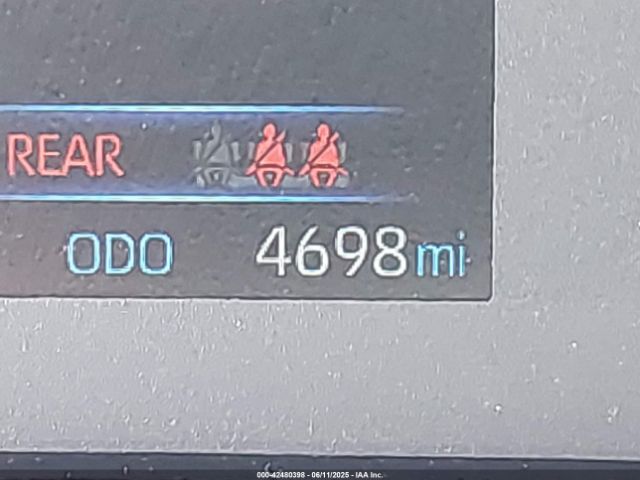 REAR
ODO 4698 mi
000-42480398 - 06/11/2025 - IAA Inc.